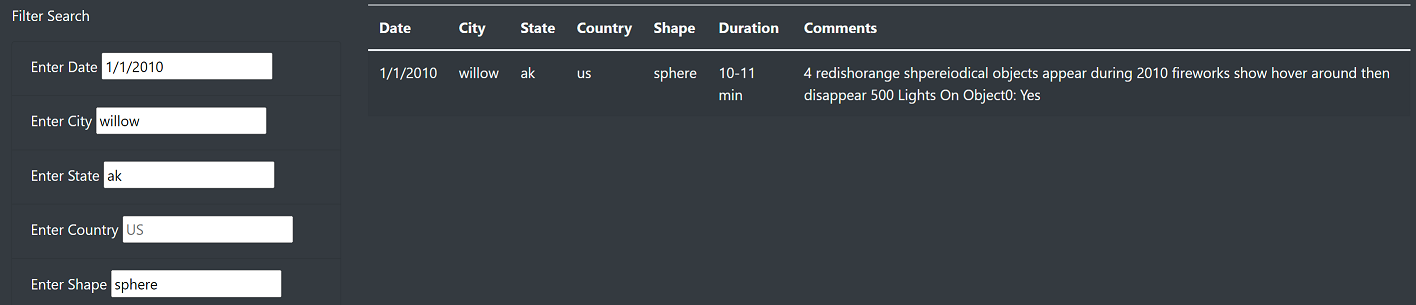 Filter Search
Enter Date 1/1/2010
Enter City willow
Enter State ak
Enter Country US
Enter Shape sphere
Date City State Country Shape Duration Comments
1/1/2010 willow ak us sphere 10-11 4 redishorange shpereiodical objects appear during 2010 fireworks show hover around then
min disappear 500 Lights On Object0: Yes